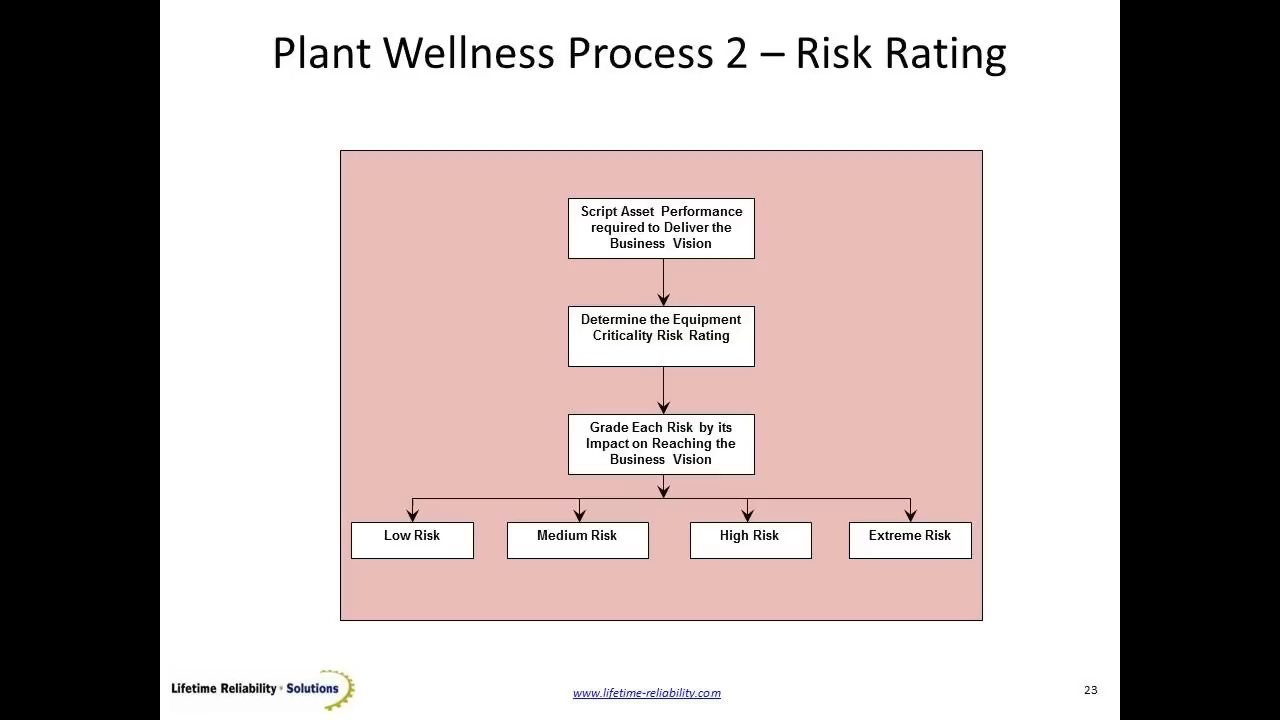 Plant Wellness Process 2 – Risk Rating
Script Asset Performance
required to Deliver the
Business Vision
Determine the Equipment
Criticality Risk Rating
Grade Each Risk by its
Impact on Reaching the
Business Vision
Low Risk
Medium Risk
High Risk
Extreme Risk
Lifetime Reliability • Solutions
www.lifetime-reliability.com
23